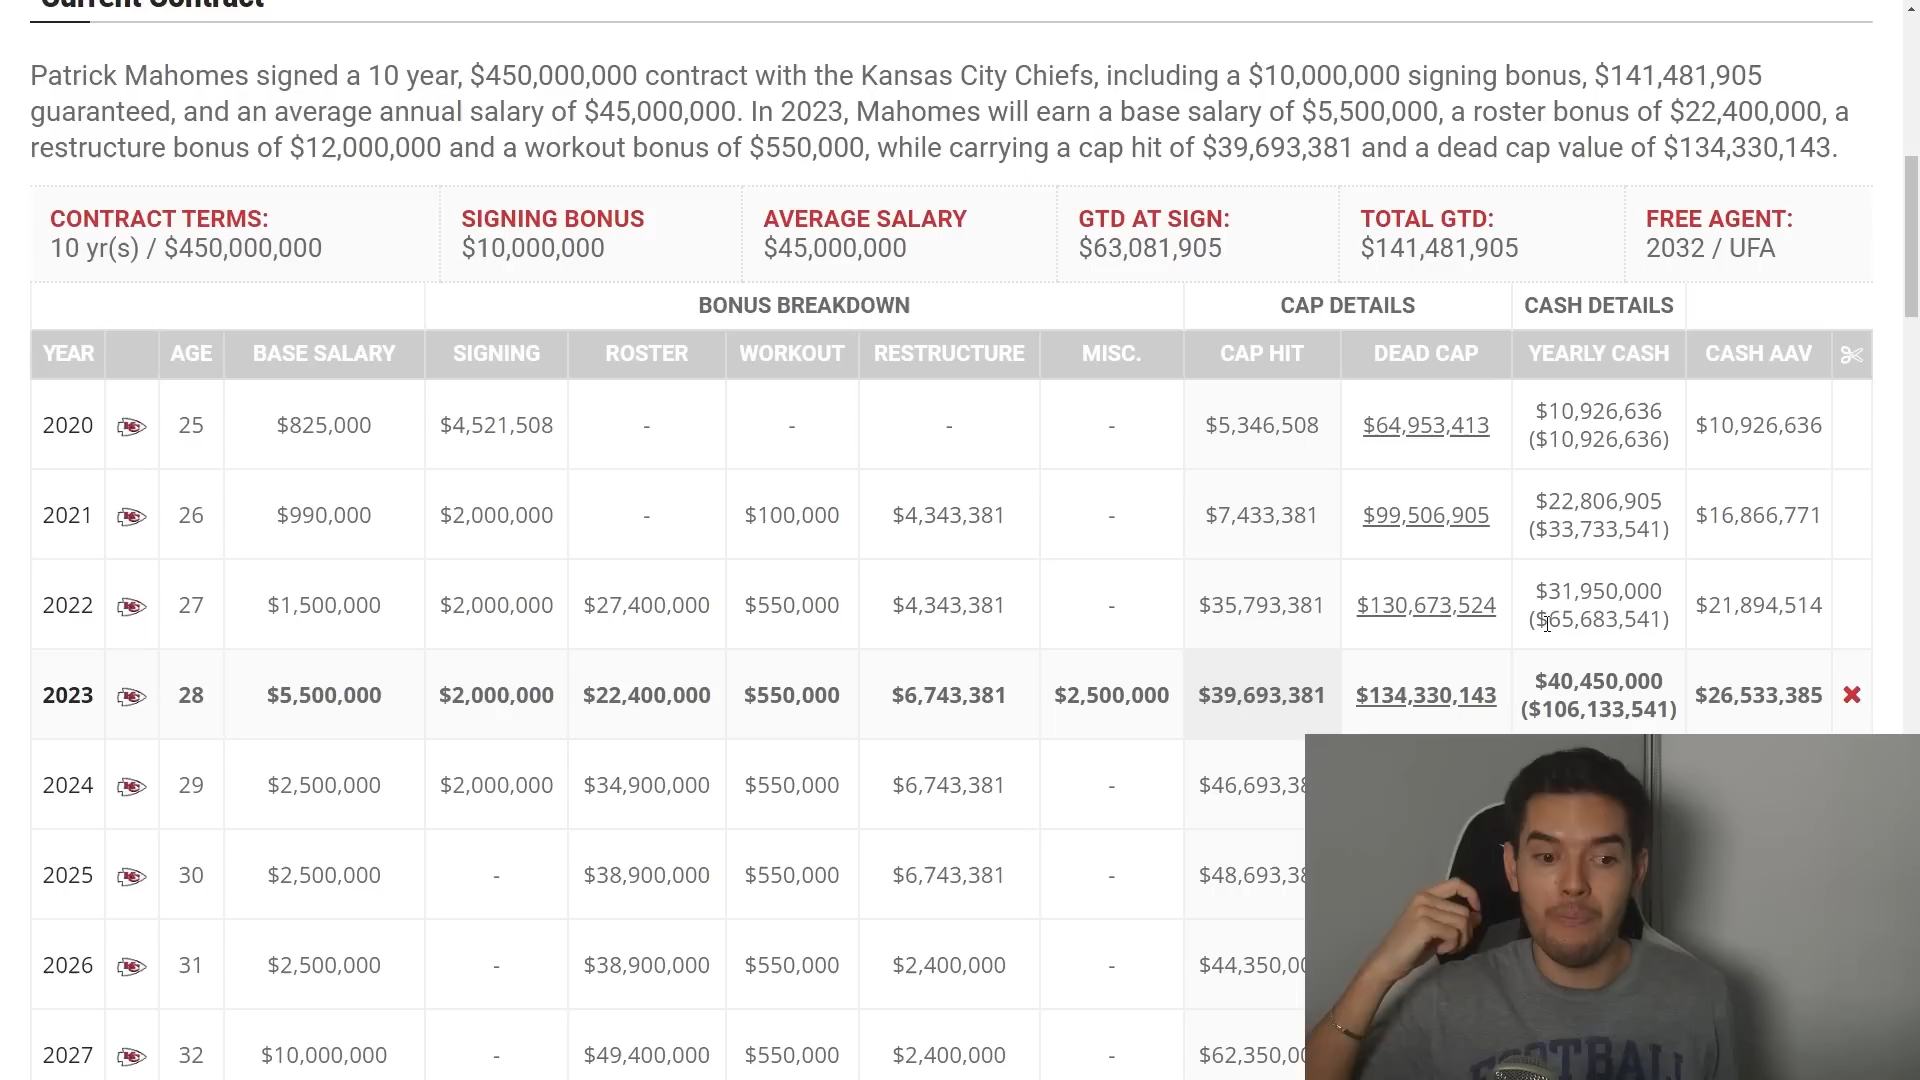 Current Contract
Patrick Mahomes signed a 10 year, $450,000,000 contract with the Kansas City Chiefs, including a $10,000,000 signing bonus, $141,481,905
guaranteed, and an average annual salary of $45,000,000. In 2023, Mahomes will earn a base salary of $5,500,000, a roster bonus of $22,400,000, a
restructure bonus of $12,000,000 and a workout bonus of $550,000, while carrying a cap hit of $39,693,381 and a dead cap value of $134,330,143.
CONTRACT TERMS: SIGNING BONUS AVERAGE SALARY GTD AT SIGN: TOTAL GTD: FREE AGENT:
10 yr(s) / $450,000,000 $10,000,000 $45,000,000 $63,081,905 $141,481,905 2032 / UFA
BONUS BREAKDOWN CAP DETAILS CASH DETAILS
YEAR AGE BASE SALARY SIGNING ROSTER WORKOUT RESTRUCTURE MISC. CAP HIT DEAD CAP YEARLY CASH CASH AAV
2020 25 $825,000 $4,521,508 - - - - $5,346,508 $64,953,413 $10,926,636 ($10,926,636) $10,926,636
2021 26 $990,000 $2,000,000 - $100,000 $4,343,381 - $7,433,381 $99,506,905 $22,806,905 ($33,733,541) $16,866,771
2022 27 $1,500,000 $2,000,000 $27,400,000 $550,000 $4,343,381 - $35,793,381 $130,673,524 $31,950,000 ($65,683,541) $21,894,514
2023 28 $5,500,000 $2,000,000 $22,400,000 $550,000 $6,743,381 $2,500,000 $39,693,381 $134,330,143 $40,450,000 ($106,133,541) $26,533,385
2024 29 $2,500,000 $2,000,000 $34,900,000 $550,000 $6,743,381 - $46,693,38
2025 30 $2,500,000 - $38,900,000 $550,000 $6,743,381 - $48,693,38
2026 31 $2,500,000 - $38,900,000 $550,000 $2,400,000 - $44,350,00
2027 32 $10,000,000 - $49,400,000 $550,000 $2,400,000 - $62,350,00
FOOTBALL